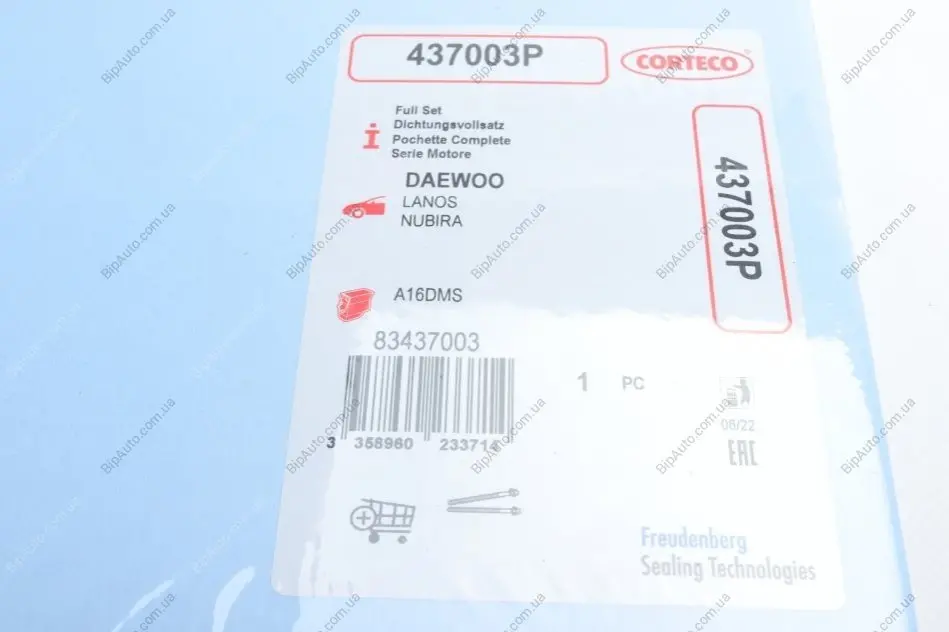 437003P
CORTECO
Full Set
Dichtungsvollsatz
Pochette Complete
Serie Motore
DAEWOO
LANOS
NUBIRA
437003P
A16DMS
83437003
1 PC
3 358960 233714
06/22
EAC
Freudenberg
Sealing Technologies
BipAuto.com.ua